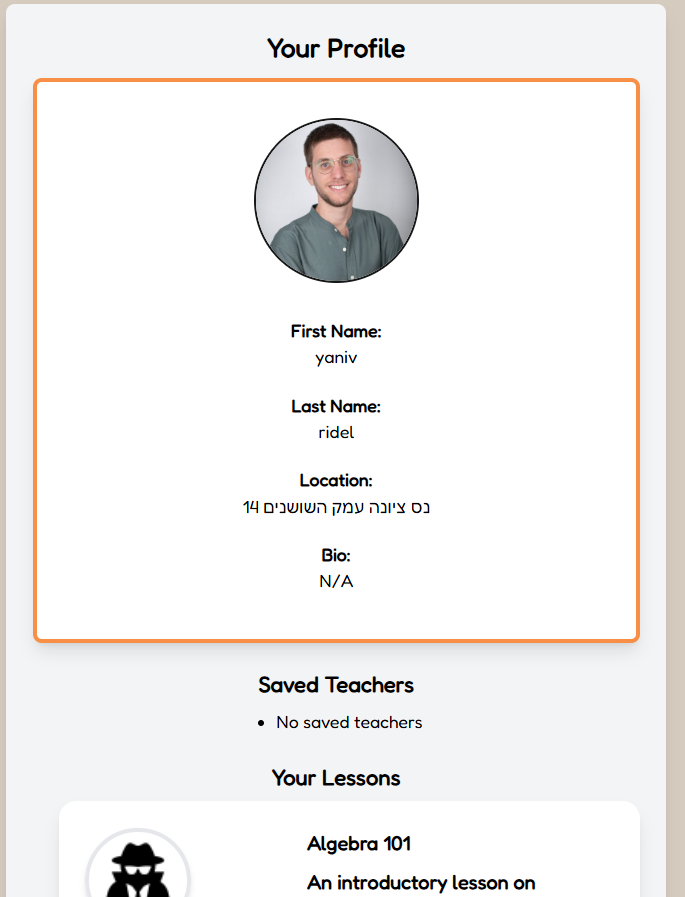 Your Profile
First Name:
yaniv
Last Name:
ridel
Location:
נס ציונה עמק השושנים 14
Bio:
N/A
Saved Teachers
• No saved teachers
Your Lessons
Algebra 101
An introductory lesson on